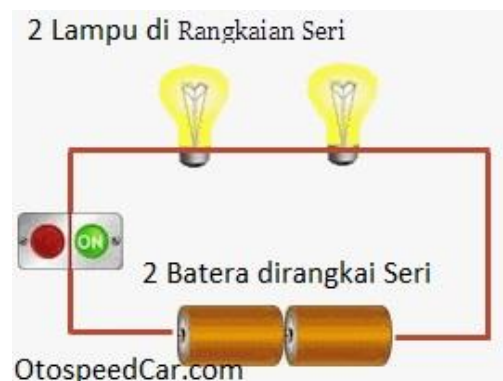 2 Lampu di Rangkaian Seri
ON
2 Batera dirangkai Seri
OtospeedCar.com